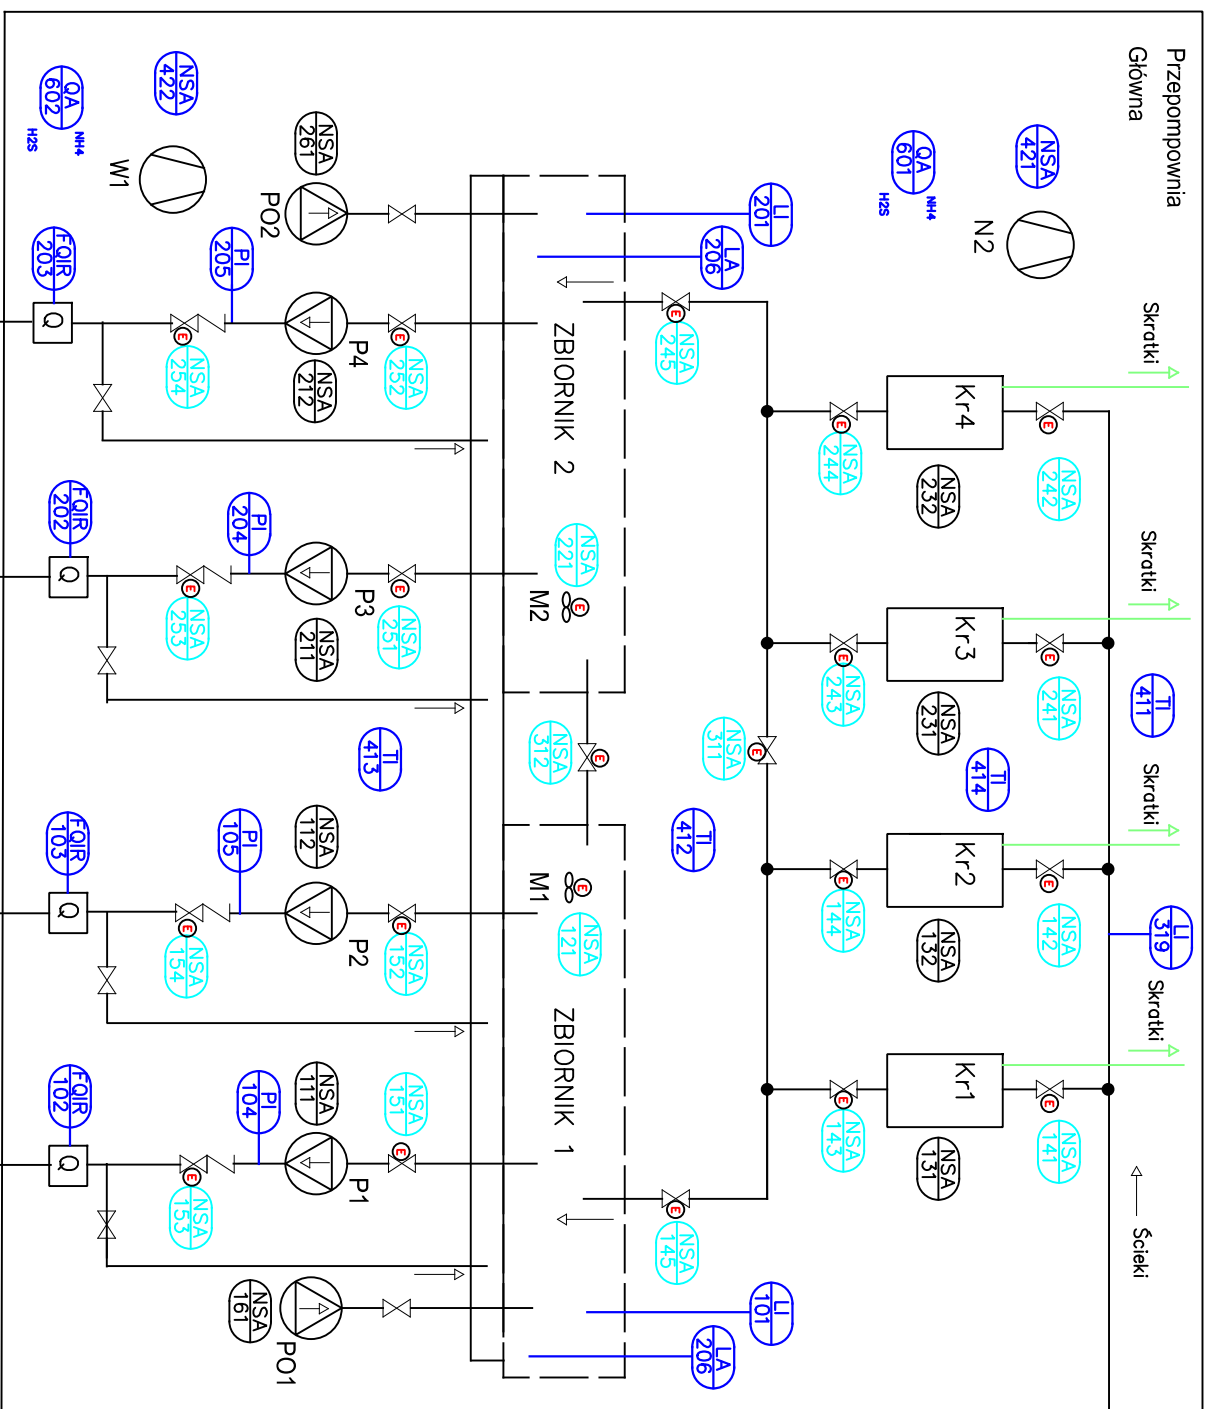 Przepompownia
Główna
NSA
421
QA
601
NH4
H2S
N2
NSA
422
QA
602
NH4
H2S
W1
Skratki
Skratki
Skratki
Skratki
Ścieki
TI
411
LI
319
NSA
242
E
NSA
241
E
NSA
142
E
NSA
141
E
Kr4
Kr3
Kr2
Kr1
NSA
232
NSA
231
NSA
132
NSA
131
TI
414
NSA
244
E
NSA
243
E
NSA
144
E
NSA
143
E
NSA
311
E
LI
201
LA
206
NSA
245
E
TI
412
NSA
145
E
LI
101
LA
206
ZBIORNIK 2
NSA
221
E
M2
NSA
312
E
M1
E
NSA
121
ZBIORNIK 1
NSA
261
PO2
NSA
252
E
P4
NSA
212
PI
205
NSA
254
E
FQIR
203
Q
NSA
251
E
P3
NSA
211
PI
204
NSA
253
E
FQIR
202
Q
TI
413
NSA
152
E
P2
NSA
112
PI
105
NSA
154
E
FQIR
103
Q
NSA
151
E
P1
NSA
111
PI
104
NSA
153
E
FQIR
102
Q
NSA
161
PO1